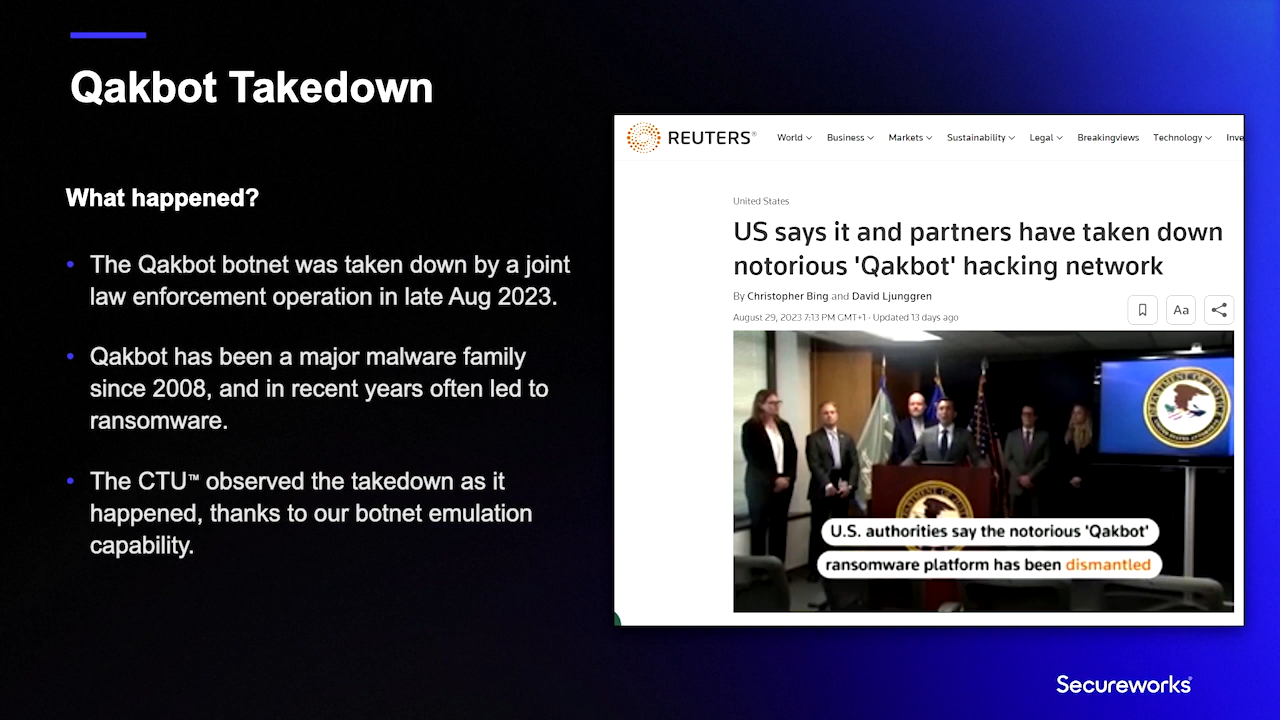 Qakbot Takedown
What happened?
• The Qakbot botnet was taken down by a joint
law enforcement operation in late Aug 2023.
• Qakbot has been a major malware family
since 2008, and in recent years often led to
ransomware.
• The CTU™ observed the takedown as it
happened, thanks to our botnet emulation
capability.
REUTERS®
World Business Markets Sustainability Legal Breakingviews Technology Inve
United States
US says it and partners have taken down
notorious 'Qakbot' hacking network
By Christopher Bing and David Ljunggren
August 29, 2023 7:13 PM GMT+1 · Updated 13 days ago
Aa
DEPARTMENT OF JUSTICE
U.S. authorities say the notorious 'Qakbot'
ransomware platform has been dismantled
Secureworks®